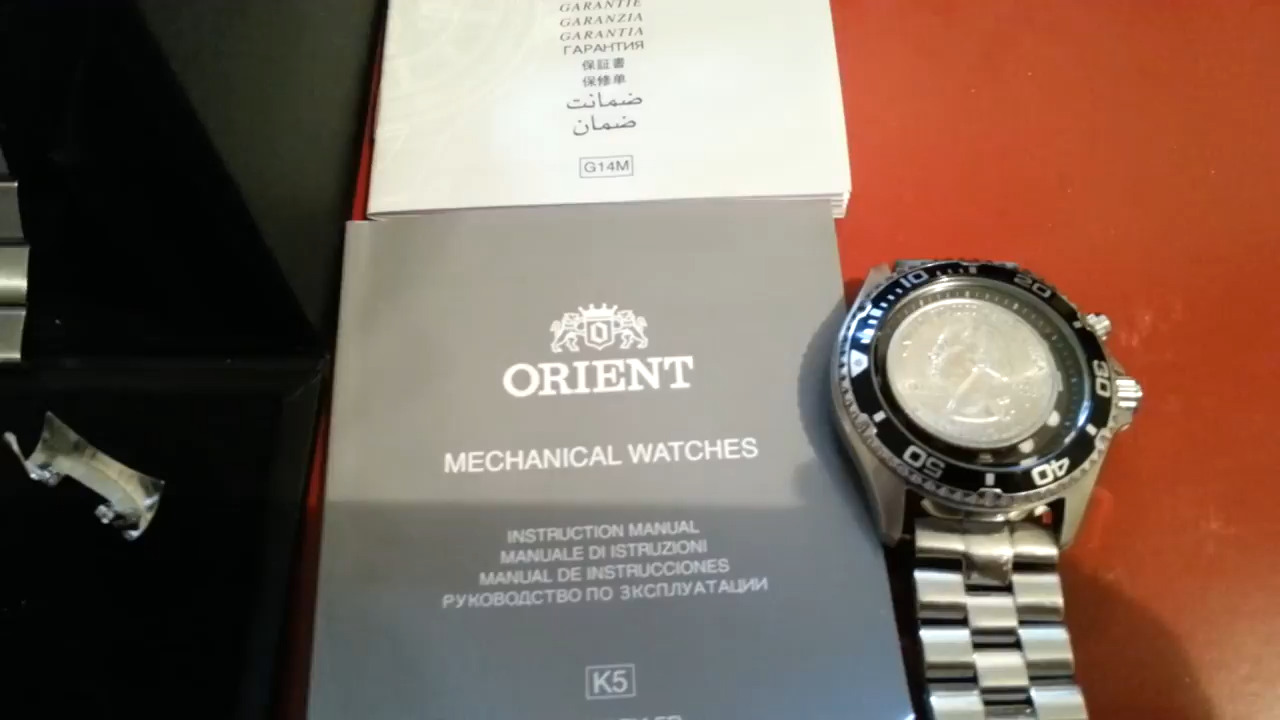 GARANTIE
GARANZIA
GARANTIA
ГАРАНТИЯ
保証書
保修单
ضمانت
ضمان
G14M
ORIENT
MECHANICAL WATCHES
INSTRUCTION MANUAL
MANUALE DI ISTRUZIONI
MANUAL DE INSTRUCCIONES
РУКОВОДСТВО ПО ЗКСПЛУАТАЦИИ
K5
10
20
30
40
50